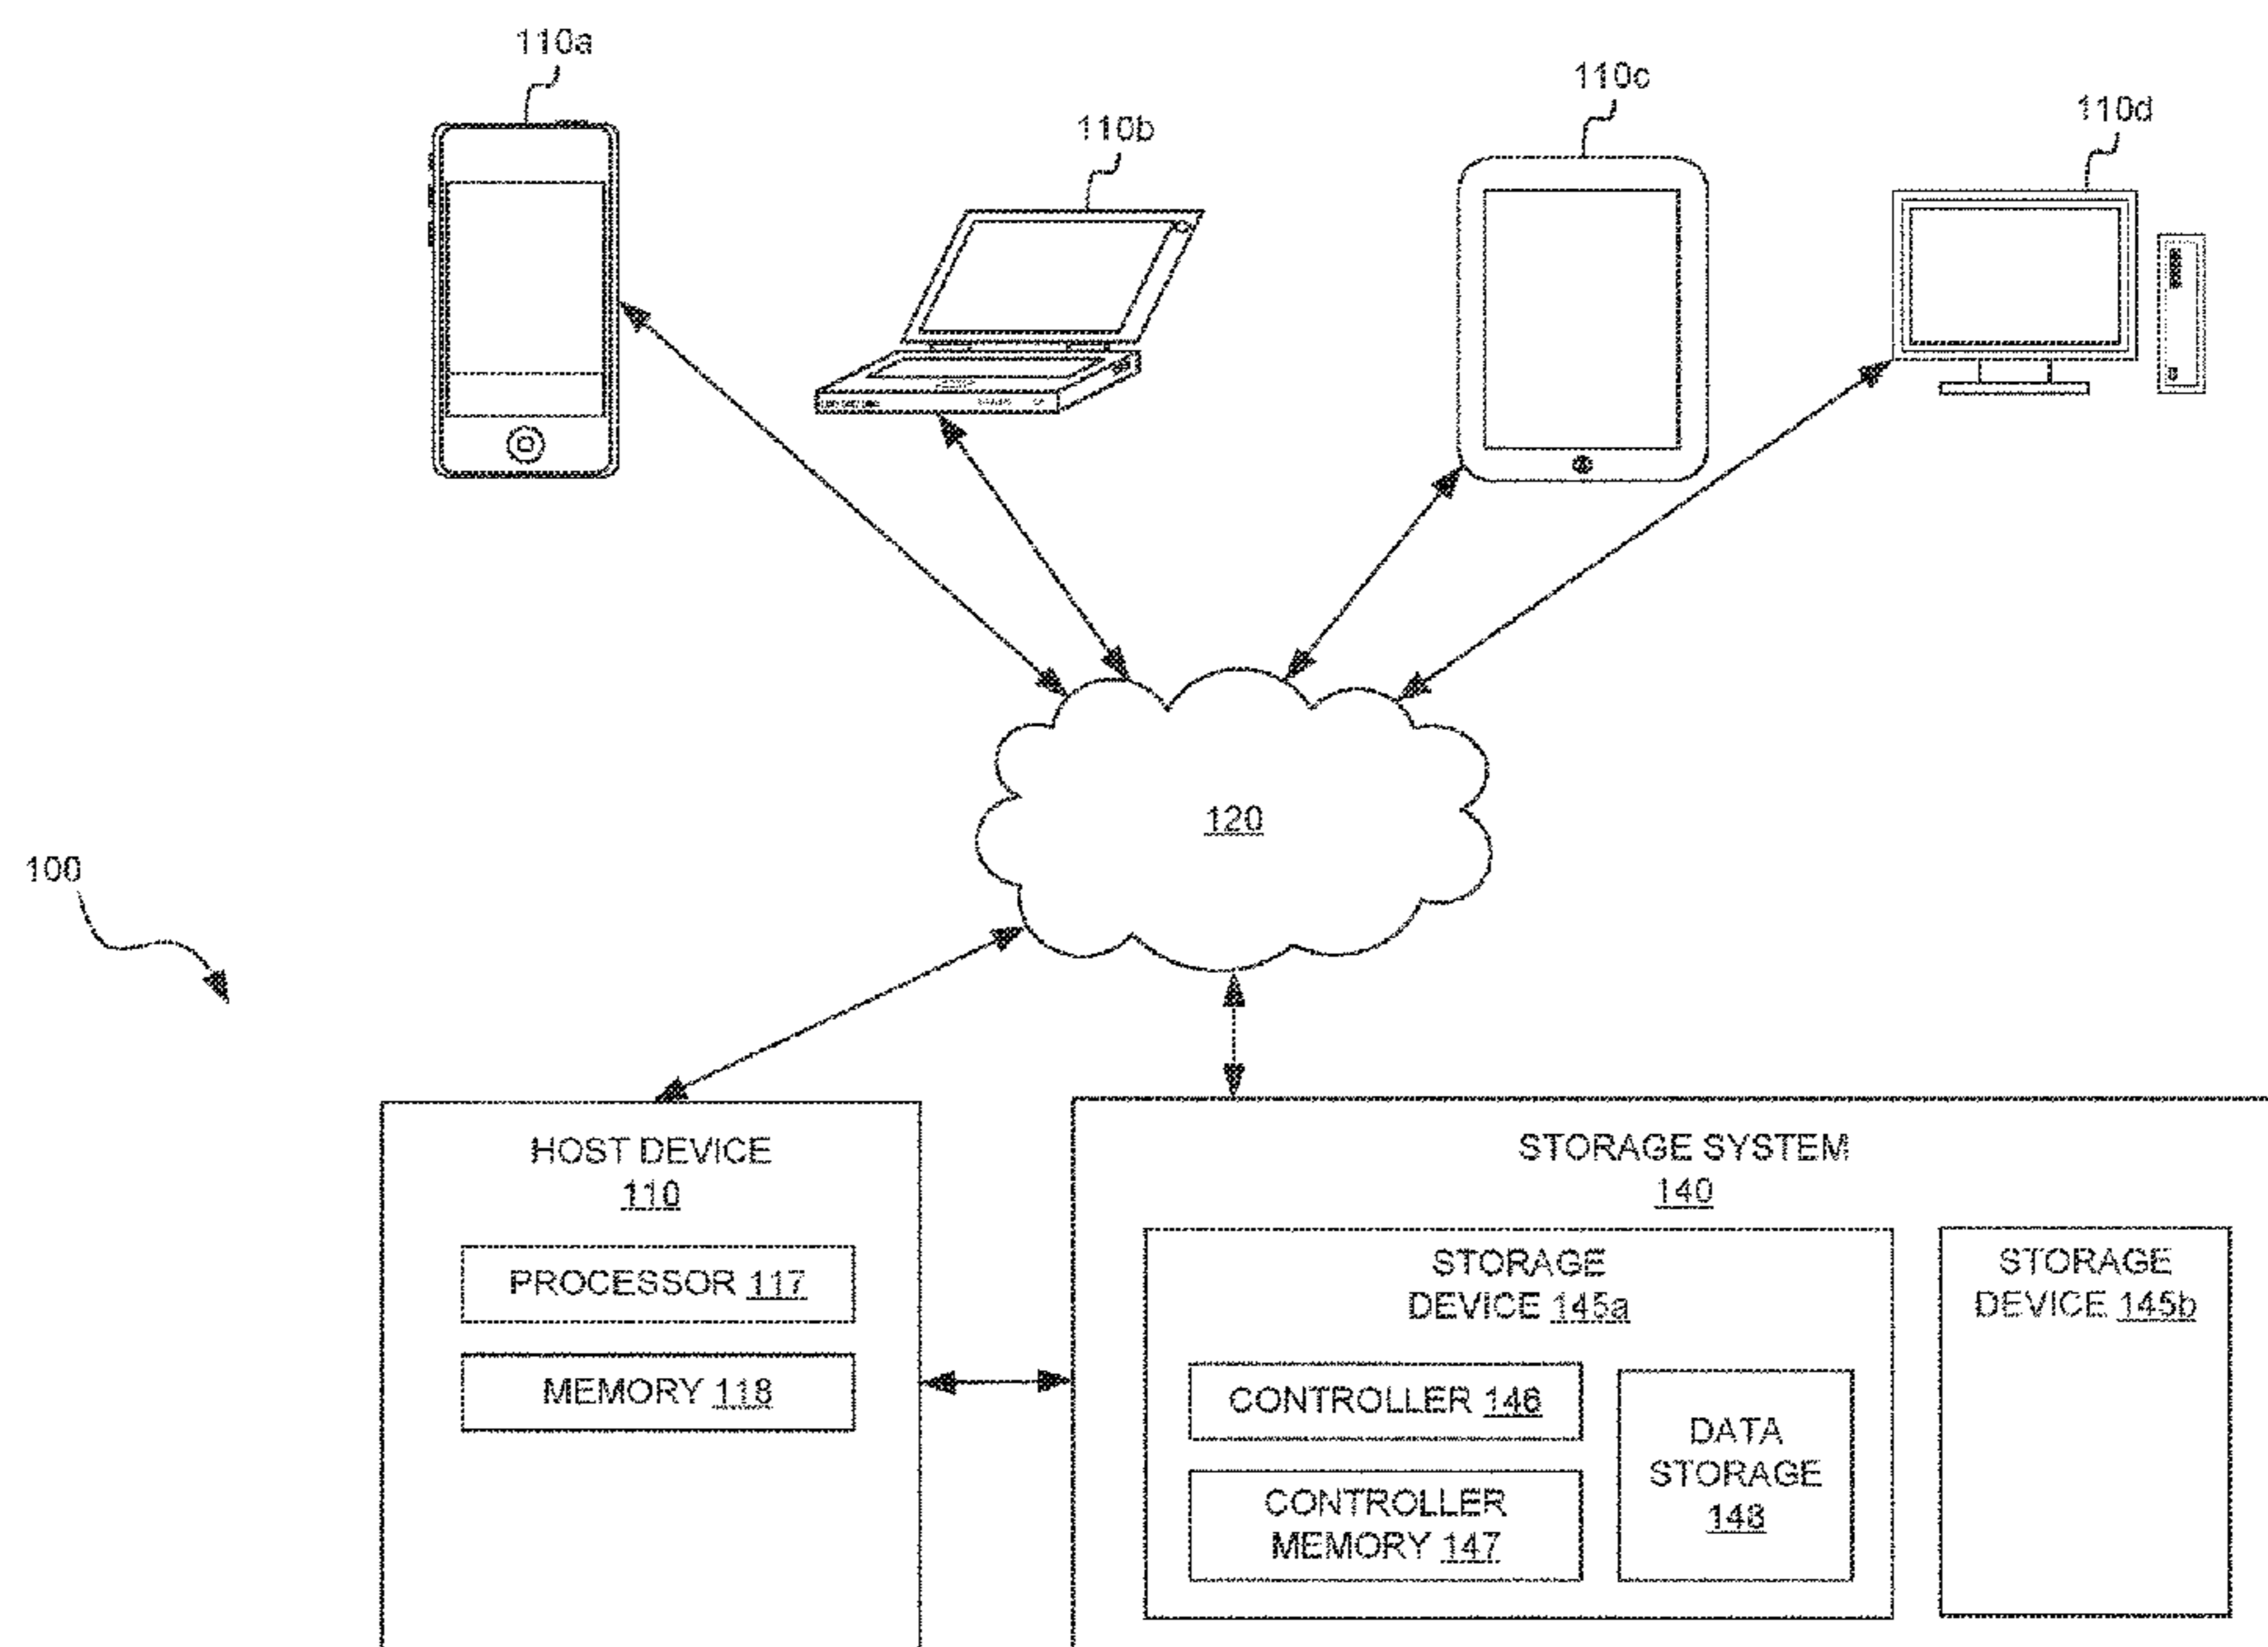 110a
110b
110c
110d
120
100
HOST DEVICE
110
PROCESSOR 117
MEMORY 118
STORAGE SYSTEM
140
STORAGE
DEVICE 145a
CONTROLLER 146
CONTROLLER
MEMORY 147
DATA
STORAGE
148
STORAGE
DEVICE 145b